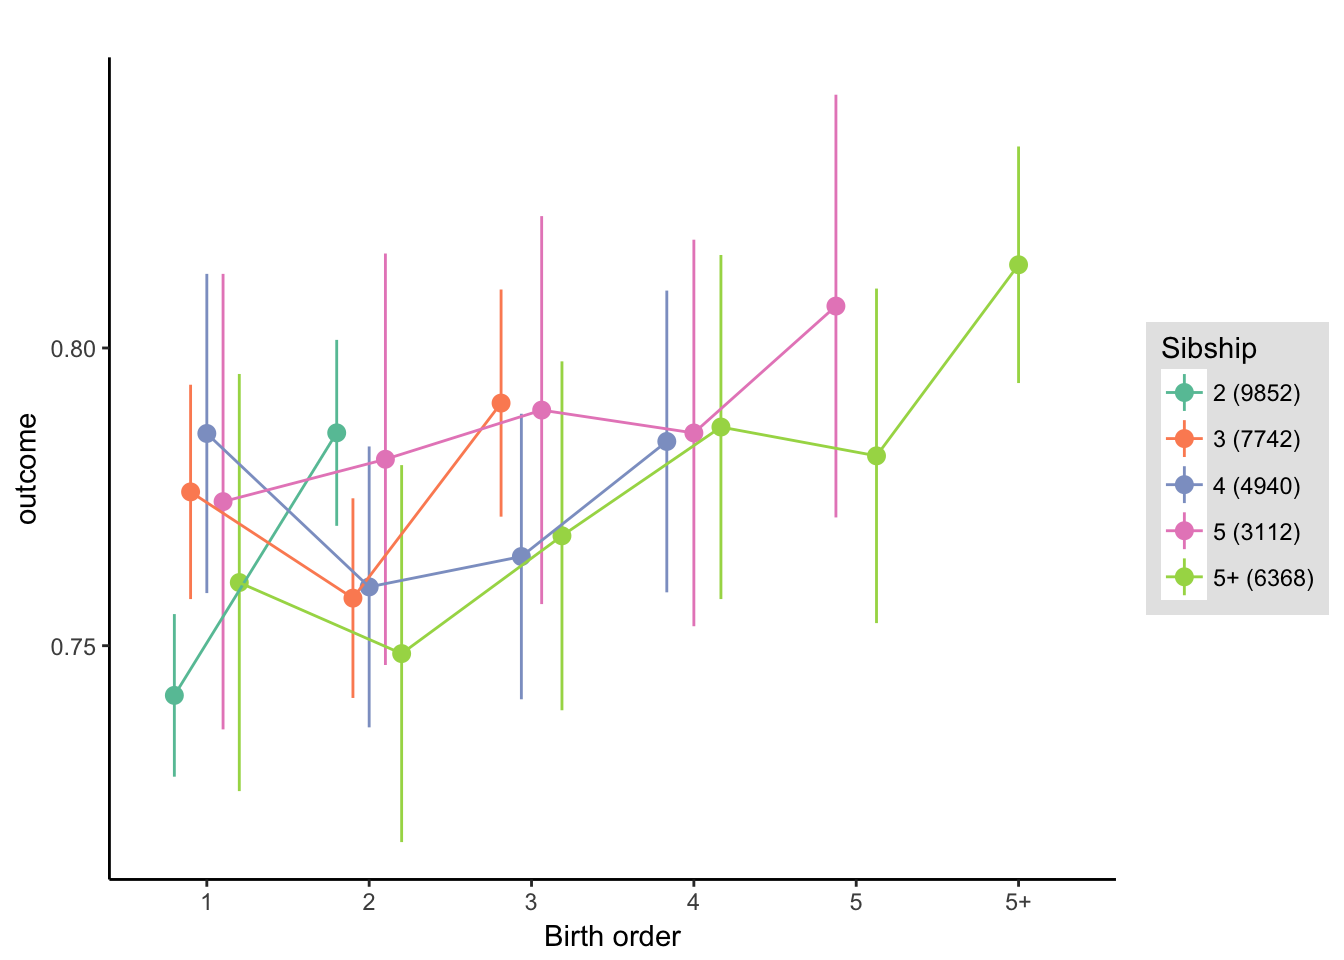 outcome
0.80
0.75
1 2 3 4 5 5+
Birth order
Sibship
2 (9852)
3 (7742)
4 (4940)
5 (3112)
5+ (6368)